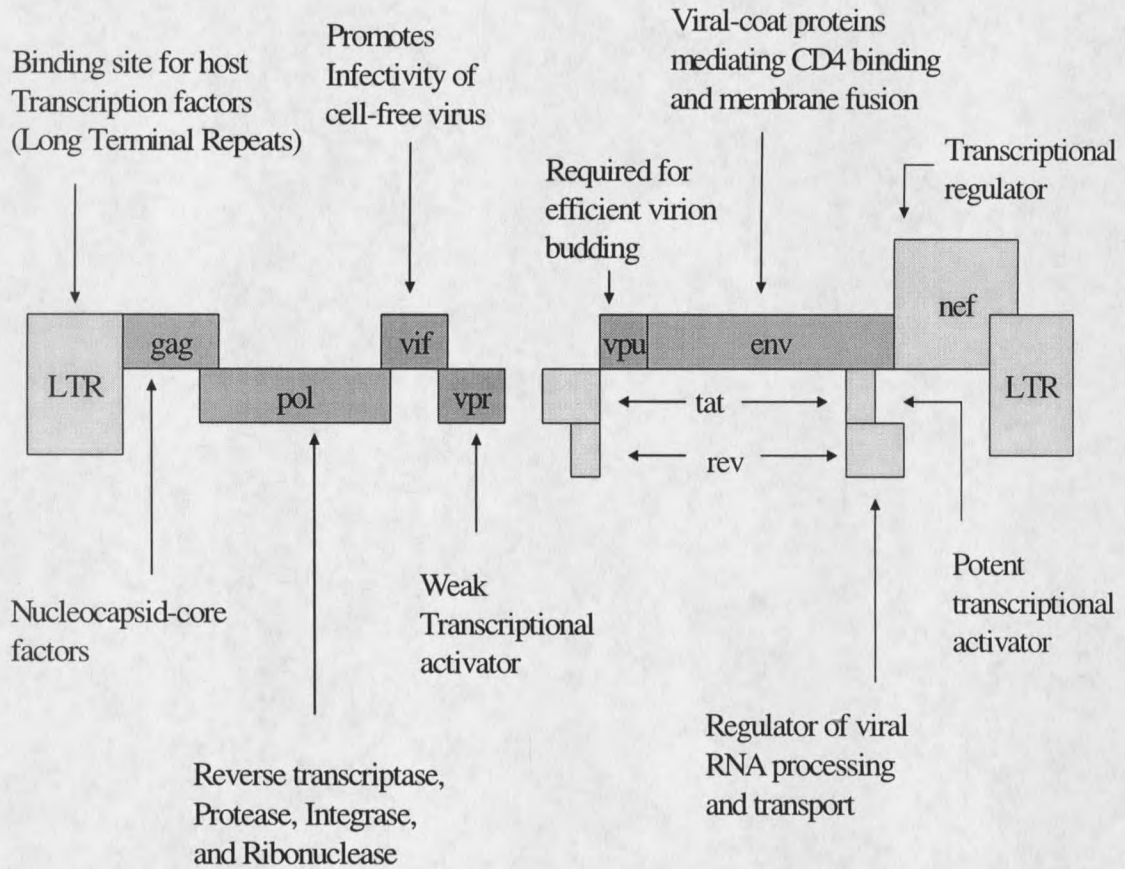 Binding site for host
Transcription factors
(Long Terminal Repeats)
Promotes
Infectivity of
cell-free virus
Viral-coat proteins
mediating CD4 binding
and membrane fusion
Required for
efficient virion
budding
Transcriptional
regulator
LTR
gag
pol
vif
vpr
vpu
env
nef
LTR
tat
rev
Nucleocapsid-core
factors
Reverse transcriptase,
Protease, Integrase,
and Ribonuclease
Weak
Transcriptional
activator
Regulator of viral
RNA processing
and transport
Potent
transcriptional
activator